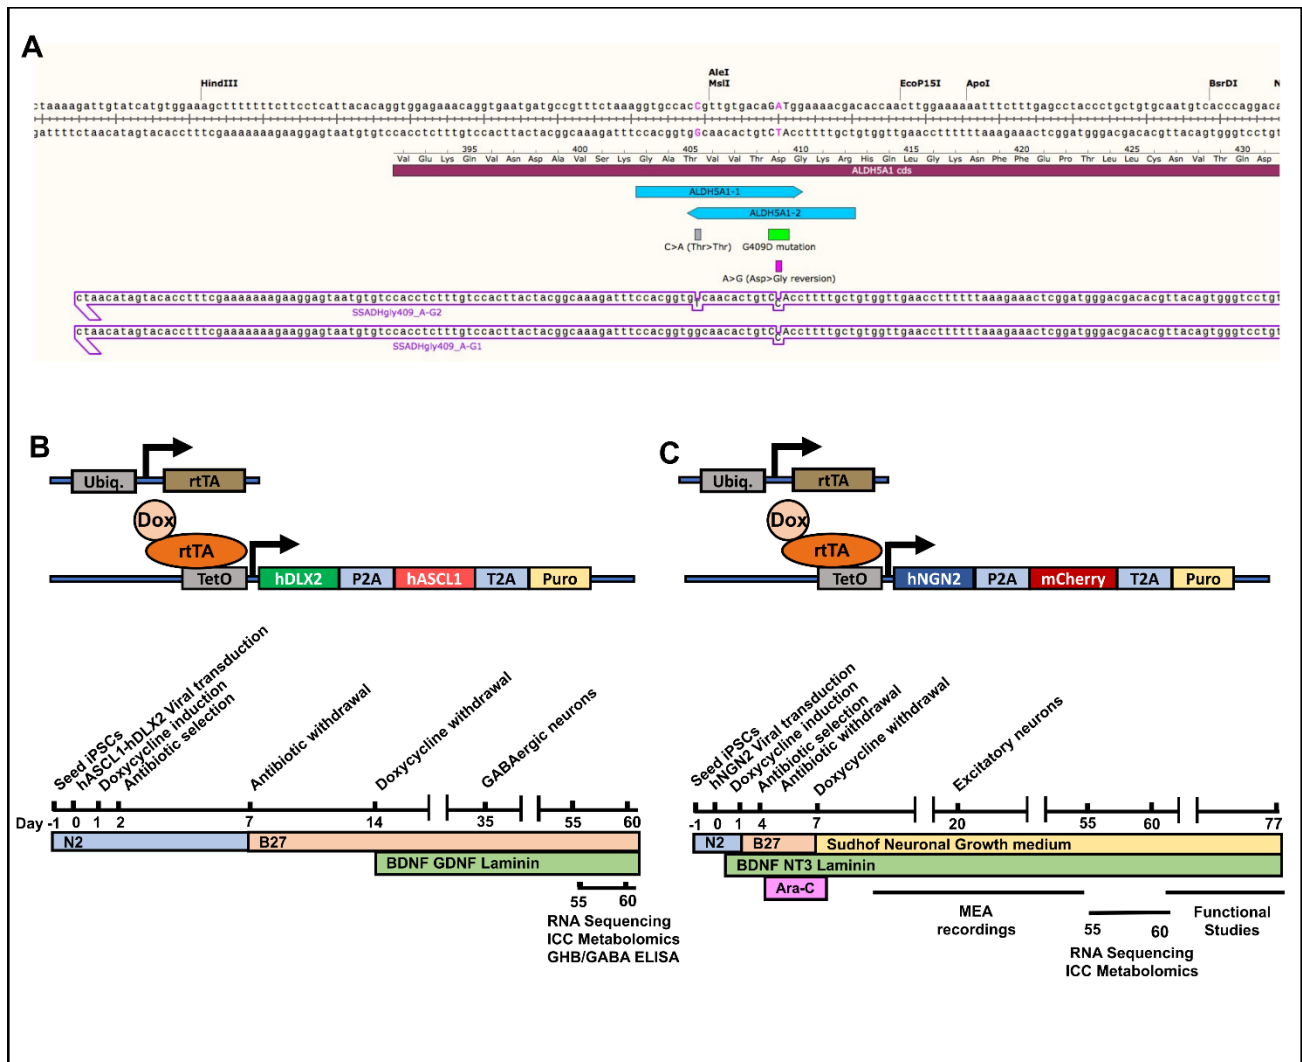 A
HindIII
AleI
MslI
EcoP15I
ApoI
BsrDI
N
ctaaaagattgtatcatgtggaaagctttttttcttcctcattacacaggtggagaaacaggtgaatgatgccgtttctaaaggtgccacCgttgtgacagATggaaaacgacaccaacttggaaaaaatttctttgagcctaccctgctgtgcaatgtcacccaggaca
gattttctaacatagtacacctttcgaaaaaaagaaggagtaatgtgtccacctctttgtccacttactacggcaaagatttccacggtgGcaacactgtCTAccttttgctgtggttgaaccttttttaaagaaactcggatgggacgacacgttacagtgggtcctgt
395 400 405 410 415 420 425 430
Val Glu Lys Gln Val Asn Asp Ala Val Ser Lys Gly Ala Thr Val Val Thr Asp Gly Lys Arg His Gln Leu Gly Lys Asn Phe Phe Glu Pro Thr Leu Leu Cys Asn Val Thr Gln Asp
ALDH5A1 cds
ALDH5A1-1
ALDH5A1-2
C>A (Thr>Thr) G409D mutation
A>G (Asp>Gly reversion)
SSADHgly409_A-G2
SSADHgly409_A-G1
B
Ubiq. rtTA
Dox
rtTA
TetO hDLX2 P2A hASCL1 T2A Puro
Seed iPSCs
hASCL1-hDLX2 Viral transduction
Doxycycline induction
Antibiotic selection
Antibiotic withdrawal
Doxycycline withdrawal
GABAergic neurons
Day -1 0 1 2 7 14 35 55 60
N2 B27
BDNF GDNF Laminin
55 60
RNA Sequencing
ICC Metabolomics
GHB/GABA ELISA
C
Ubiq. rtTA
Dox
rtTA
TetO hNGN2 P2A mCherry T2A Puro
Seed iPSCs
hNGN2 Viral transduction
Doxycycline induction
Antibiotic selection
Antibiotic withdrawal
Doxycycline withdrawal
Excitatory neurons
-1 0 1 4 7 20 55 60 77
N2 B27 Sudhof Neuronal Growth medium
BDNF NT3 Laminin
Ara-C
MEA
recordings
55 60
RNA Sequencing
ICC Metabolomics
Functional
Studies